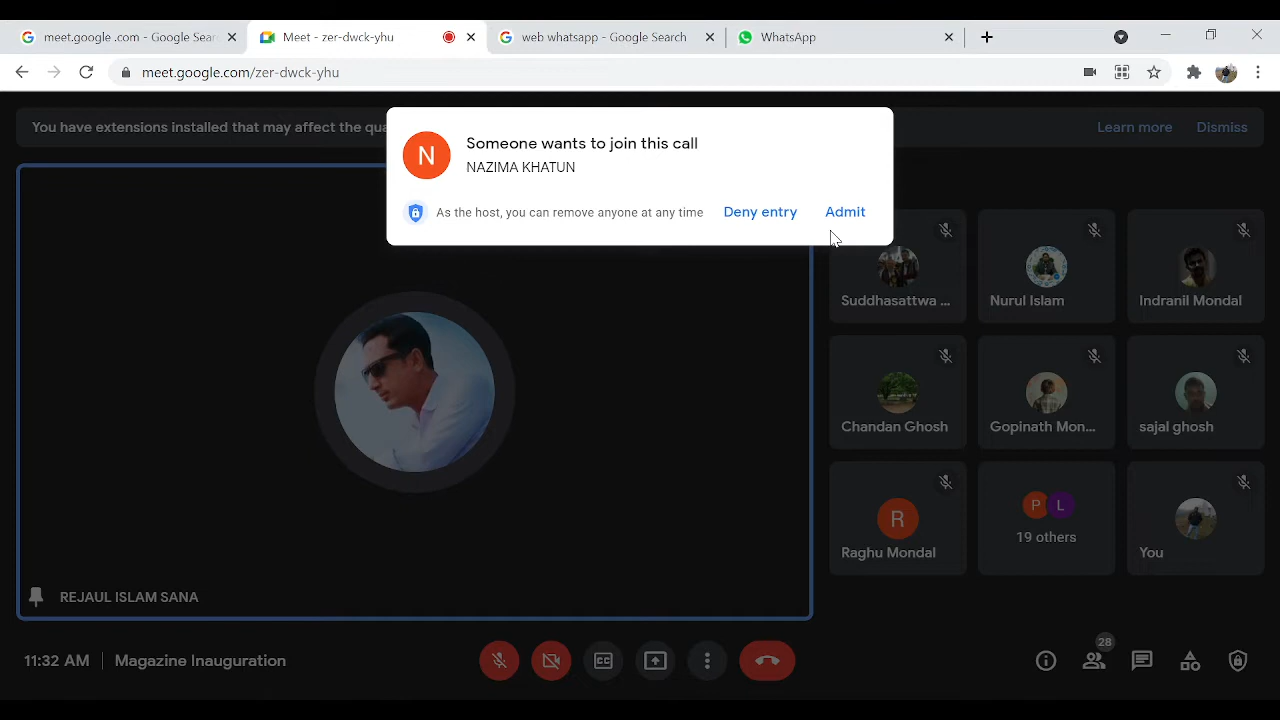 meet.google .com - Google Sear
Meet - zer-dwck-yhu
web whatsapp - Google Search
WhatsApp
meet.google.com/zer-dwck-yhu
You have extensions installed that may affect the qua
Learn more
Dismiss
N
Someone wants to join this call
NAZIMA KHATUN
As the host, you can remove anyone at any time
Deny entry
Admit
Suddhasattwa ...
Nurul Islam
Indranil Mondal
Chandan Ghosh
Gopinath Mon...
sajal ghosh
R
Raghu Mondal
P
L
19 others
You
REJAUL ISLAM SANA
11:32 AM
Magazine Inauguration
CC
28